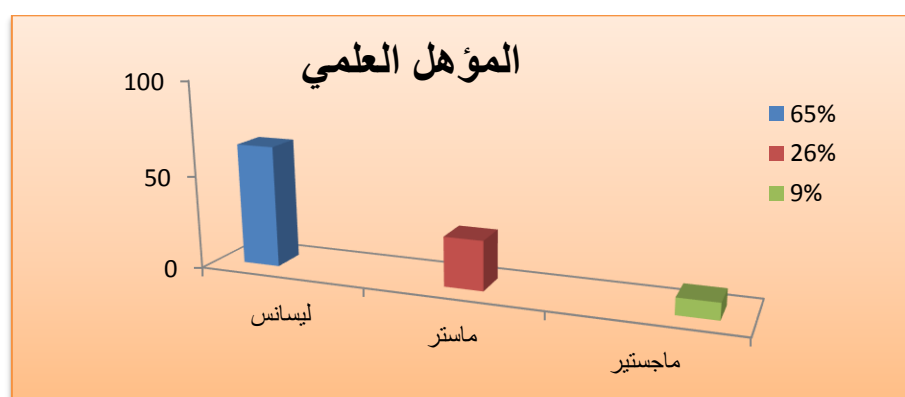 المؤهل العلمي
100
50
0
65%
26%
9%
ليسانس
ماستر
ماجستير